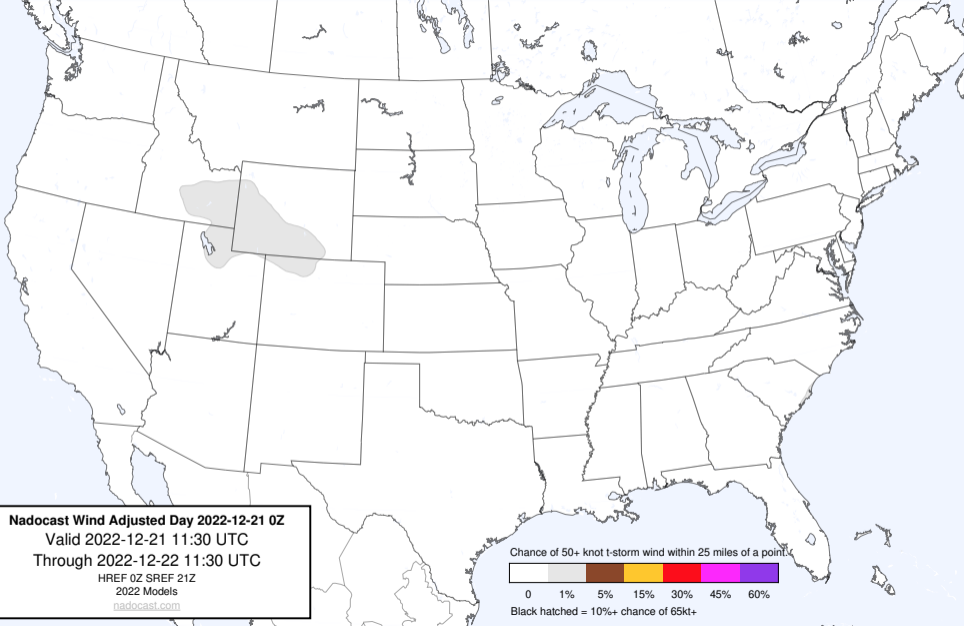 Nadocast Wind Adjusted Day 2022-12-21 0Z
Valid 2022-12-21 11:30 UTC
Through 2022-12-22 11:30 UTC
HREF 0Z SREF 21Z
2022 Models
nadocast.com
Chance of 50+ knot t-storm wind within 25 miles of a point.
0 1% 5% 15% 30% 45% 60%
Black hatched = 10%+ chance of 65kt+